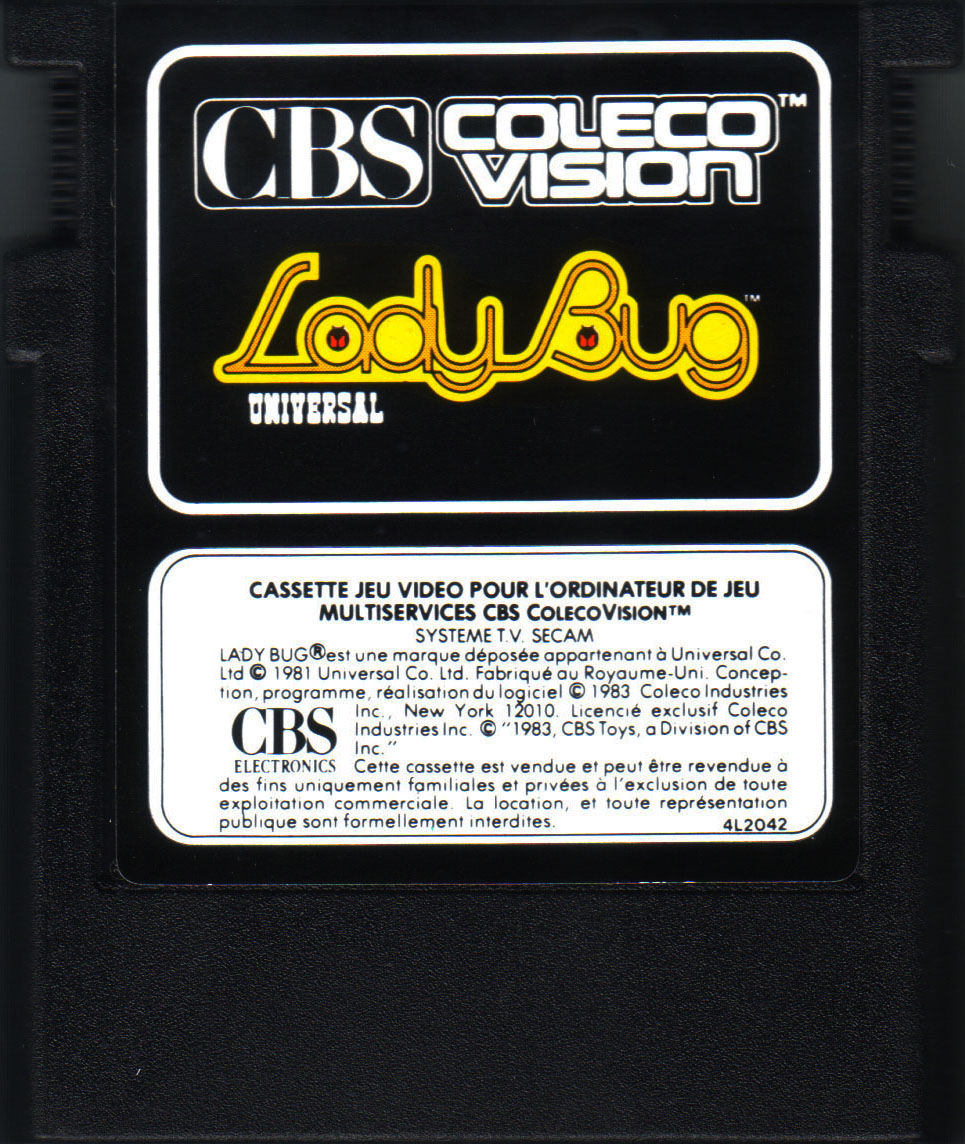 CBS COLECO VISION™
Lady Bug™
UNIVERSAL
CASSETTE JEU VIDEO POUR L'ORDINATEUR DE JEU
MULTISERVICES CBS COLECOVISION™
SYSTEME T.V. SECAM
LADY BUG® est une marque déposée appartenant à Universal Co.
Ltd © 1981 Universal Co. Ltd. Fabriqué au Royaume-Uni. Concep-
tion, programme, réalisation du logiciel © 1983 Coleco Industries
Inc., New York 12010. Licencié exclusif Coleco
Industries Inc. © "1983, CBS Toys, a Division of CBS
Inc."
CBS
ELECTRONICS
Cette cassette est vendue et peut être revendue à
des fins uniquement familiales et privées à l'exclusion de toute
exploitation commerciale. La location, et toute représentation
publique sont formellement interdites.
4L2042